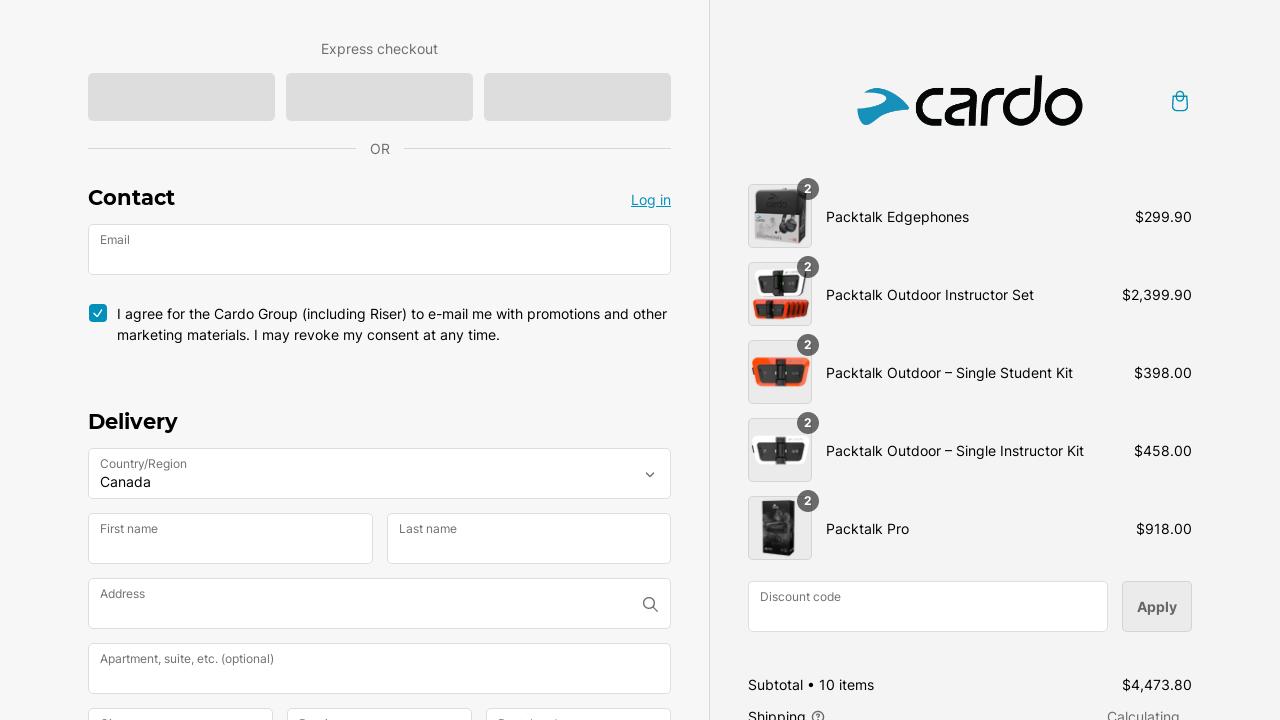 Express checkout
OR
Contact
Log in
Email
I agree for the Cardo Group (including Riser) to e-mail me with promotions and other
marketing materials. I may revoke my consent at any time.
Delivery
Country/Region
Canada
First name
Last name
Address
Apartment, suite, etc. (optional)
cardo
2
Packtalk Edgephones
$299.90
2
Packtalk Outdoor Instructor Set
$2,399.90
2
Packtalk Outdoor – Single Student Kit
$398.00
2
Packtalk Outdoor – Single Instructor Kit
$458.00
2
Packtalk Pro
$918.00
Discount code
Apply
Subtotal • 10 items
$4,473.80
Shipping
Calculating